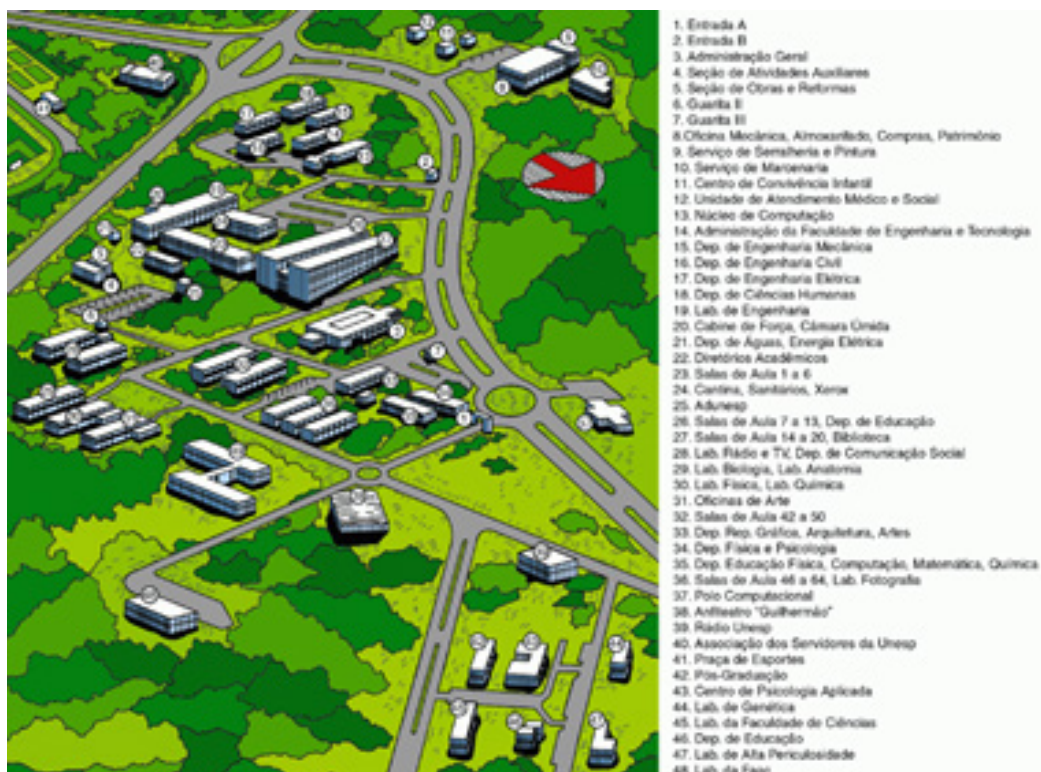 1. Entrada A
2. Entrada B
3. Administração Geral
4. Seção de Atividades Auxiliares
5. Seção de Obras e Reformas
6. Guarita II
7. Guarita III
8.Oficina Mecânica, Almoxarifado, Compras, Patrimônio
9. Serviço de Serralheria e Pintura
10. Serviço de Marcenaria
11. Centro de Convivência Infantil
12. Unidade de Atendimento Médico e Social
13. Núcleo de Computação
14. Administração da Faculdade de Engenharia e Tecnologia
15. Dep. de Engenharia Mecânica
16. Dep. de Engenharia Civil
17. Dep. de Engenharia Elétrica
18. Dep. de Ciências Humanas
19. Lab. de Engenharia
20. Cabine de Força, Câmara Úmida
21. Dep. de Águas, Energia Elétrica
22. Diretórios Acadêmicos
23. Salas de Aula 1 a 6
24. Cantina, Sanitários, Xerox
25. Adunesp
26. Salas de Aula 7 a 13, Dep. de Educação
27. Salas de Aula 14 a 20, Biblioteca
28. Lab. Rádio e TV, Dep. de Comunicação Social
29. Lab. Biologia, Lab. Anatomia
30. Lab. Física, Lab. Química
31. Oficinas de Arte
32. Salas de Aula 42 a 50
33. Dep. Rep. Gráfica, Arquitetura, Artes
34. Dep. Física e Psicologia
35. Dep. Educação Física, Computação, Matemática, Química
36. Salas de Aula 46 a 64, Lab. Fotografia
37. Polo Computacional
38. Anfiteatro "Guilhermão"
39. Rádio Unesp
40. Associação dos Servidores da Unesp
41. Praça de Esportes
42. Pós-Graduação
43. Centro de Psicologia Aplicada
44. Lab. de Genética
45. Lab. da Faculdade de Ciências
46. Dep. de Educação
47. Lab. de Alta Periculosidade
48. Lab. da Faac